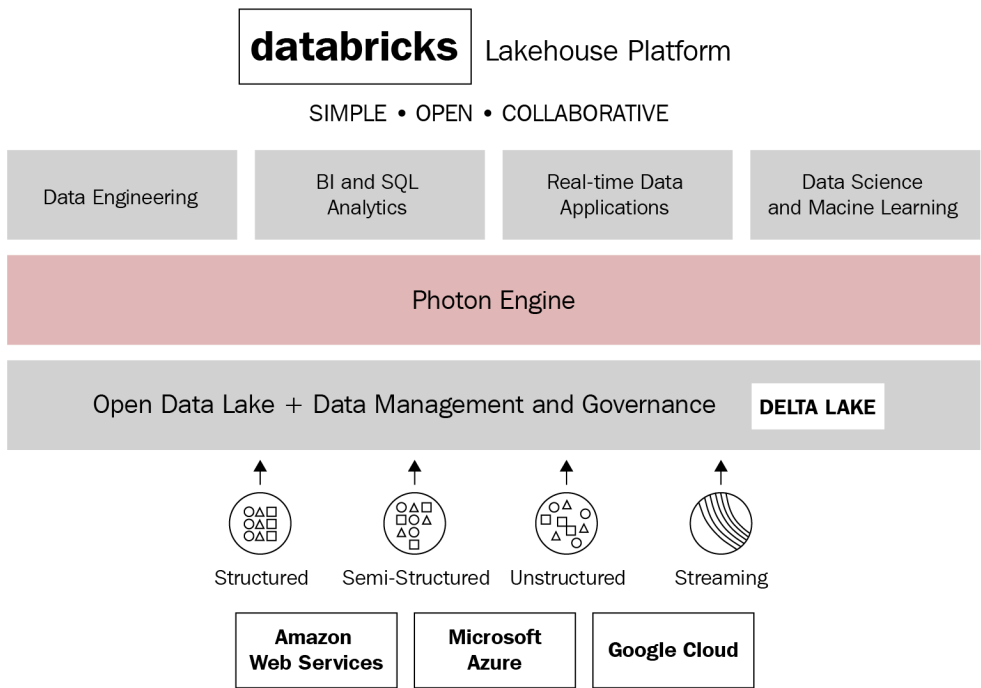 databricks Lakehouse Platform
SIMPLE • OPEN • COLLABORATIVE
Data Engineering
BI and SQL
Analytics
Real-time Data
Applications
Data Science
and Macine Learning
Photon Engine
Open Data Lake + Data Management and Governance DELTA LAKE
Structured
Semi-Structured
Unstructured
Streaming
Amazon
Web Services
Microsoft
Azure
Google Cloud